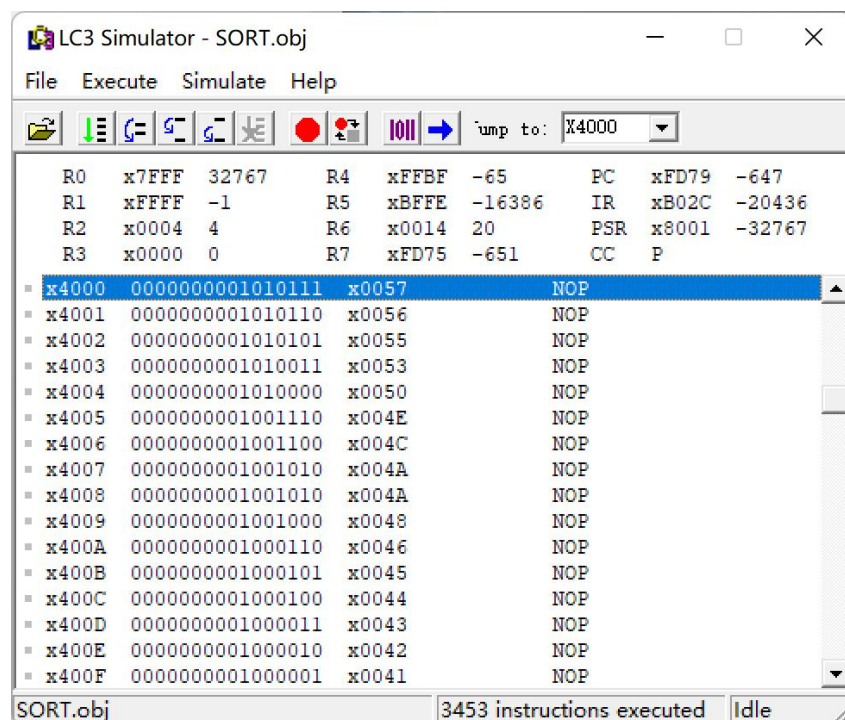 LC3 Simulator - SORT.obj
File Execute Simulate Help
Jump to: X4000
R0 x7FFF 32767 R4 xFFBF -65 PC xFD79 -647
R1 xFFFF -1 R5 xBFFE -16386 IR xB02C -20436
R2 x0004 4 R6 x0014 20 PSR x8001 -32767
R3 x0000 0 R7 xFD75 -651 CC P
x4000 0000000001010111 x0057 NOP
x4001 0000000001010110 x0056 NOP
x4002 0000000001010101 x0055 NOP
x4003 0000000001010011 x0053 NOP
x4004 0000000001010000 x0050 NOP
x4005 0000000001001110 x004E NOP
x4006 0000000001001100 x004C NOP
x4007 0000000001001010 x004A NOP
x4008 0000000001001010 x004A NOP
x4009 0000000001001000 x0048 NOP
x400A 0000000001000110 x0046 NOP
x400B 0000000001000101 x0045 NOP
x400C 0000000001000100 x0044 NOP
x400D 0000000001000011 x0043 NOP
x400E 0000000001000010 x0042 NOP
x400F 0000000001000001 x0041 NOP
SORT.obj 3453 instructions executed Idle